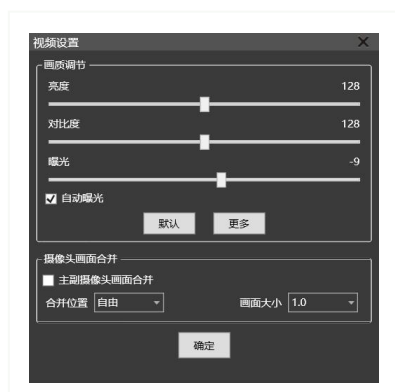 视频设置
画质调节
亮度 128
对比度 128
曝光 -9
自动曝光
默认 更多
摄像头画面合并
主副摄像头画面合并
合并位置 自由 画面大小 1.0
确定